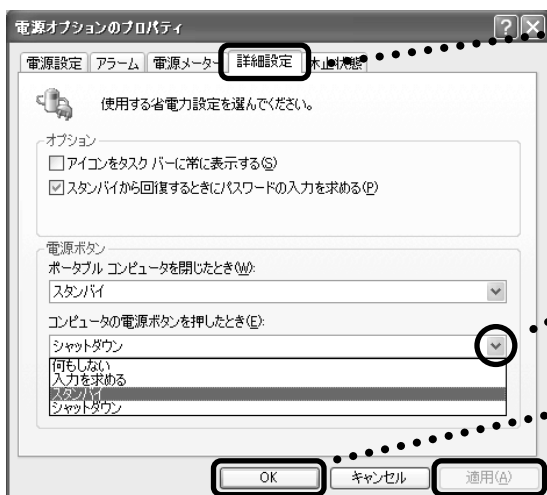 電源オプションのプロパティ
電源設定 アラーム 電源メーター 詳細設定 休止状態
使用する省電力設定を選んでください。
オプション
アイコンをタスク バーに常に表示する(S)
スタンバイから回復するときにパスワードの入力を求める(P)
電源ボタン
ポータブル コンピュータを閉じたとき(W):
スタンバイ
コンピュータの電源ボタンを押したとき(E):
シャットダウン
何もしない
入力を求める
スタンバイ
シャットダウン
OK キャンセル 適用(A)